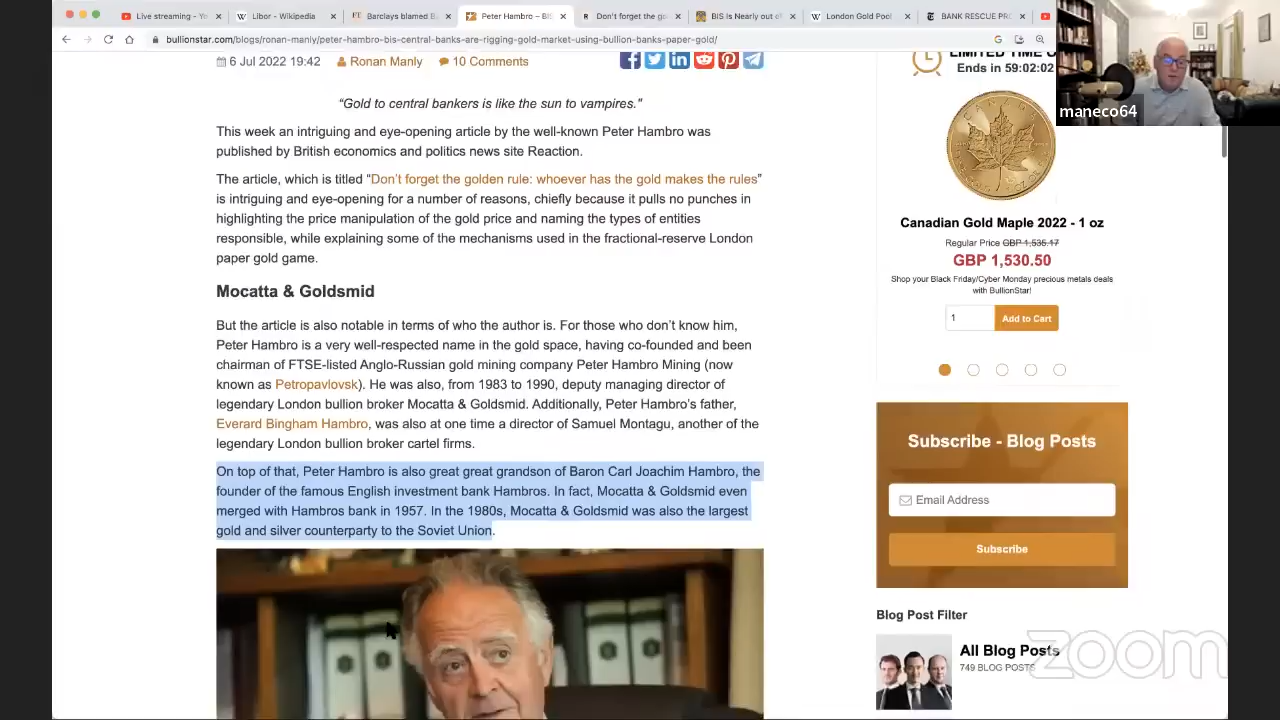 Live streaming - Yo
Libor - Wikipedia
Barclays blamed Ba
Peter Hambro – BIS
Don't forget the go
BIS Is Nearly out of
London Gold Pool
BANK RESCUE PR
bullionstar.com/blogs/ronan-manly/peter-hambro-bis-central-banks-are-rigging-gold-market-using-bullion-banks-paper-gold/
maneco64
6 Jul 2022 19:42 Ronan Manly 10 Comments
“Gold to central bankers is like the sun to vampires.”
This week an intriguing and eye-opening article by the well-known Peter Hambro was
published by British economics and politics news site Reaction.
The article, which is titled “Don’t forget the golden rule: whoever has the gold makes the rules”
is intriguing and eye-opening for a number of reasons, chiefly because it pulls no punches in
highlighting the price manipulation of the gold price and naming the types of entities
responsible, while explaining some of the mechanisms used in the fractional-reserve London
paper gold game.
Mocatta & Goldsmid
But the article is also notable in terms of who the author is. For those who don’t know him,
Peter Hambro is a very well-respected name in the gold space, having co-founded and been
chairman of FTSE-listed Anglo-Russian gold mining company Peter Hambro Mining (now
known as Petropavlovsk). He was also, from 1983 to 1990, deputy managing director of
legendary London bullion broker Mocatta & Goldsmid. Additionally, Peter Hambro’s father,
Everard Bingham Hambro, was also at one time a director of Samuel Montagu, another of the
legendary London bullion broker cartel firms.
On top of that, Peter Hambro is also great great grandson of Baron Carl Joachim Hambro, the
founder of the famous English investment bank Hambros. In fact, Mocatta & Goldsmid even
merged with Hambros bank in 1957. In the 1980s, Mocatta & Goldsmid was also the largest
gold and silver counterparty to the Soviet Union.
LIMITED TIME O
Ends in 59:02:02
Canadian Gold Maple 2022 - 1 oz
Regular Price GBP 1,535.17
GBP 1,530.50
Shop your Black Friday/Cyber Monday precious metals deals
with BullionStar!
1
Add to Cart
Subscribe - Blog Posts
Email Address
Subscribe
Blog Post Filter
All Blog Posts
749 BLOG POSTS
zoom